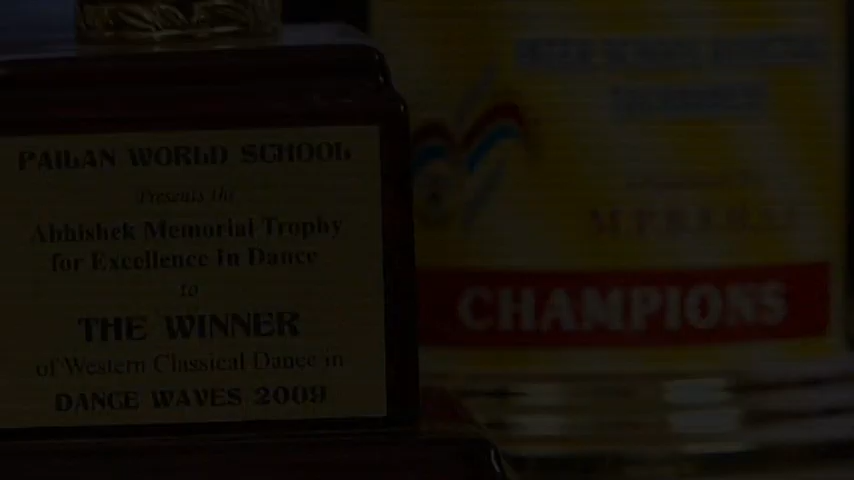 PAILAN WORLD SCHOOL
Presents the
Abhishek Memorial Trophy
for Excellence in Dance
to
THE WINNER
of Western Classical Dance in
DANCE WAVES 2009
CHAMPIONS